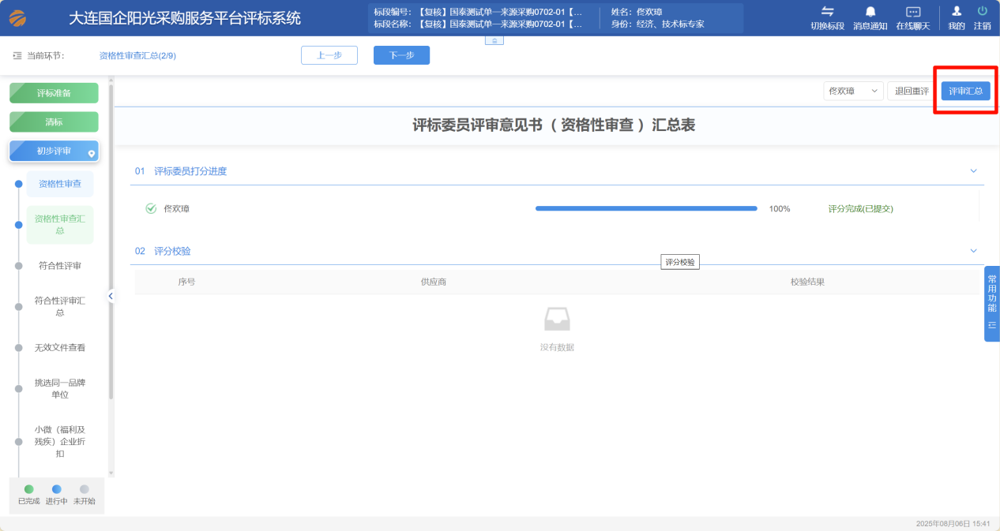 大连国企阳光采购服务平台评标系统
标段编号：【复核】国泰测试单一来源采购0702-01【...
标段名称：【复核】国泰测试单一来源采购0702-01【...
姓名：佟欢璋
身份：经济、技术标专家
切换标段
消息通知
在线聊天
我的
注销
当前环节：
资格性审查汇总(2/9)
上一步
下一步
评标准备
清标
初步评审
资格性审查
资格性审查汇
总
符合性评审
符合性评审汇
总
无效文件查看
挑选同一品牌
单位
小微（福利及
残疾）企业折
扣
已完成
进行中
未开始
佟欢璋
退回重评
评审汇总
评标委员评审意见书（ 资格性审查 ）汇总表
01 评标委员打分进度
佟欢璋
100%
评分完成(已提交)
02 评分校验
评分校验
序号
供应商
校验结果
没有数据
常用功能
2025年08月06日 15:41